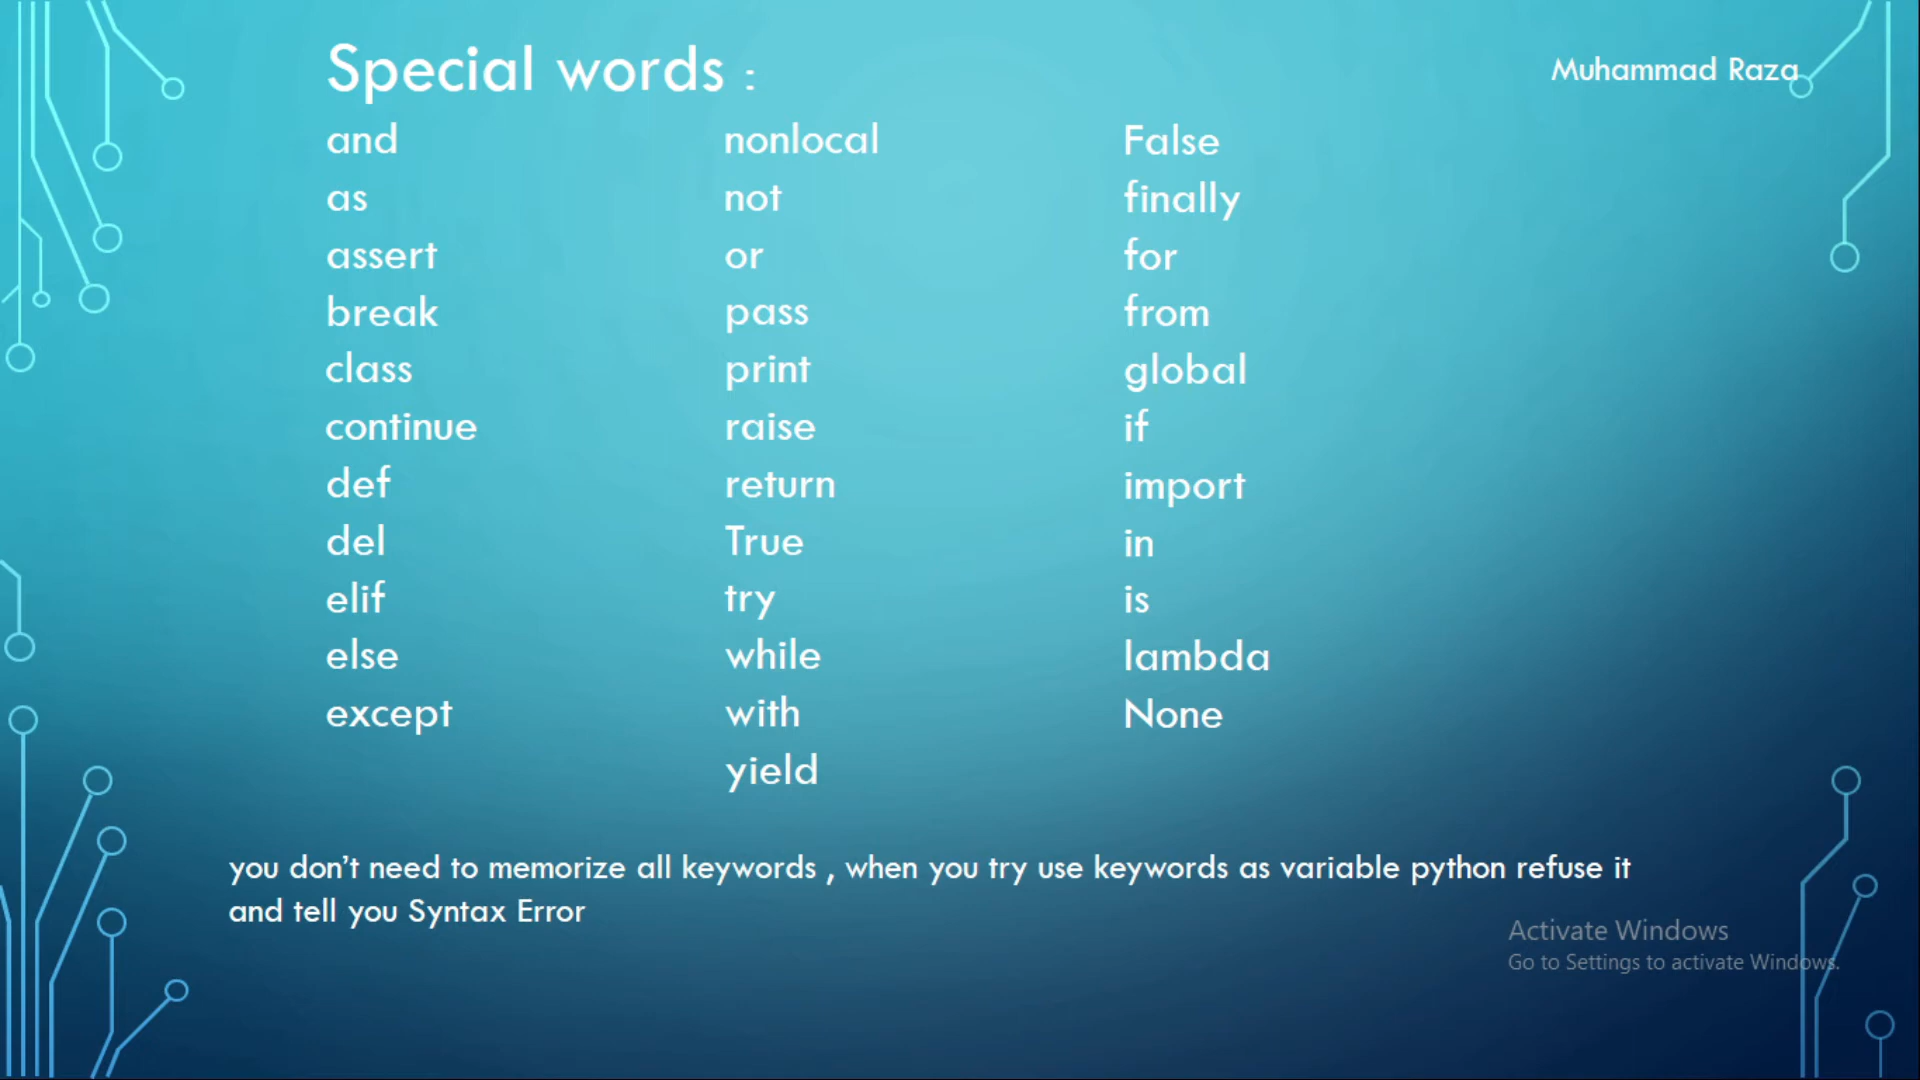 Special words :
Muhammad Raza
and
as
assert
break
class
continue
def
del
elif
else
except
nonlocal
not
or
pass
print
raise
return
True
try
while
with
yield
False
finally
for
from
global
if
import
in
is
lambda
None
you don’t need to memorize all keywords , when you try use keywords as variable python refuse it
and tell you Syntax Error
Activate Windows
Go to Settings to activate Windows.